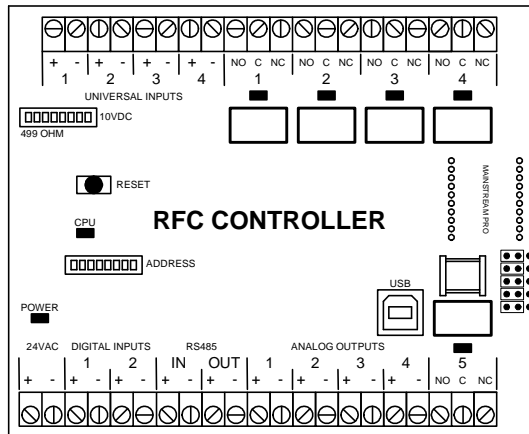 + - + - + - + - NO C NC NO C NC NO C NC NO C NC
1 2 3 4 1 2 3 4
UNIVERSAL INPUTS
10VDC
499 OHM
MAINSTREAM PRO
RESET
CPU
RFC CONTROLLER
ADDRESS
USB
POWER
24VAC DIGITAL INPUTS RS485 ANALOG OUTPUTS
1 2 IN OUT 1 2 3 4 5
+ - + - + - + - + - + - + - + - + - NO C NC